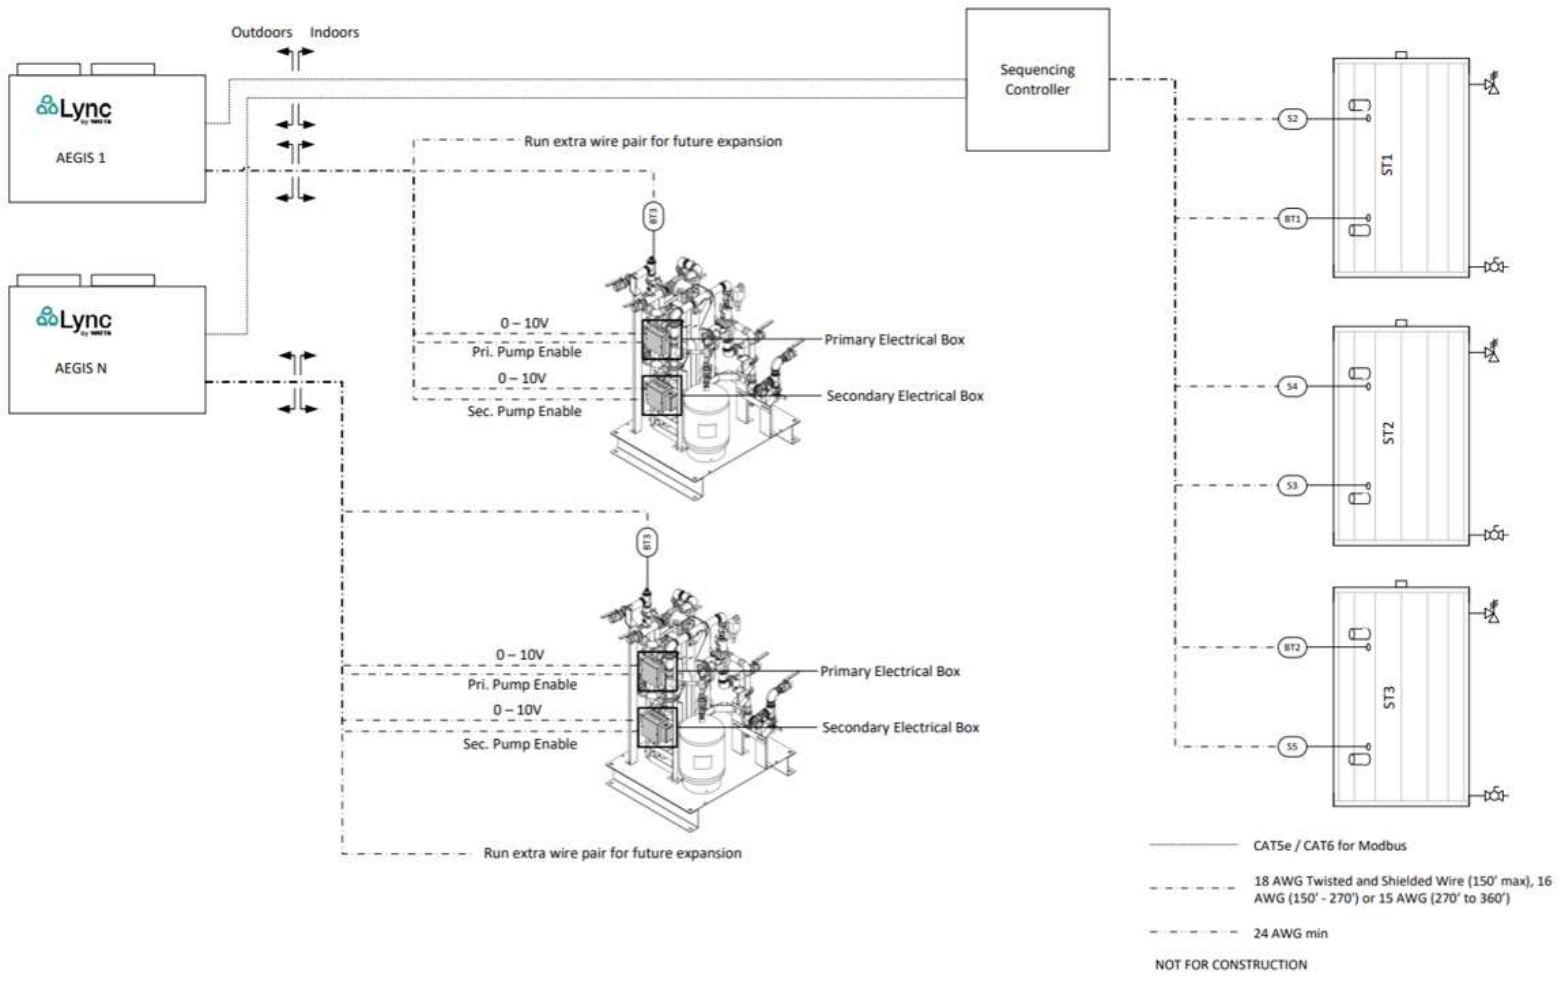 Outdoors
Indoors
Lync
by WATTS
AEGIS 1
Sequencing
Controller
Run extra wire pair for future expansion
BT3
0 – 10V
Pri. Pump Enable
0 – 10V
Sec. Pump Enable
Primary Electrical Box
Secondary Electrical Box
S2
BT1
ST1
Lync
by WATTS
AEGIS N
S4
S3
ST2
BT3
0 – 10V
Pri. Pump Enable
0 – 10V
Sec. Pump Enable
Primary Electrical Box
Secondary Electrical Box
BT2
S5
ST3
Run extra wire pair for future expansion
CAT5e / CAT6 for Modbus
18 AWG Twisted and Shielded Wire (150' max), 16
AWG (150' - 270') or 15 AWG (270' to 360')
24 AWG min
NOT FOR CONSTRUCTION